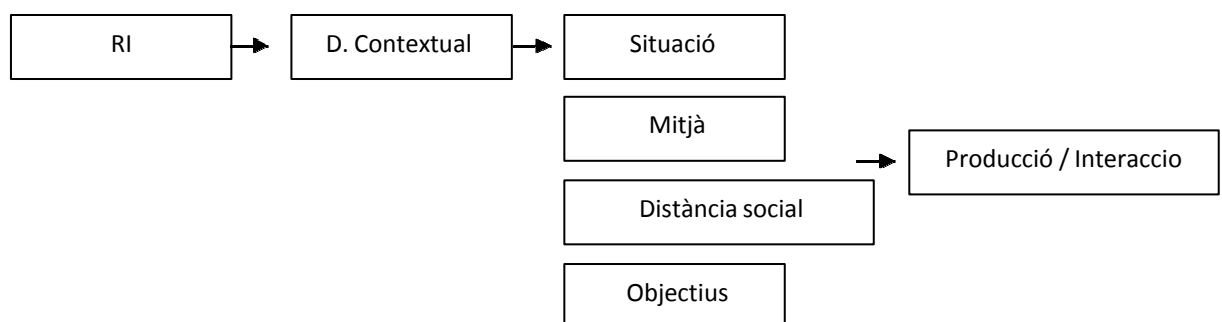 RI
D. Contextual
Situació
Mitjà
Producció / Interaccio
Distància social
Objectius